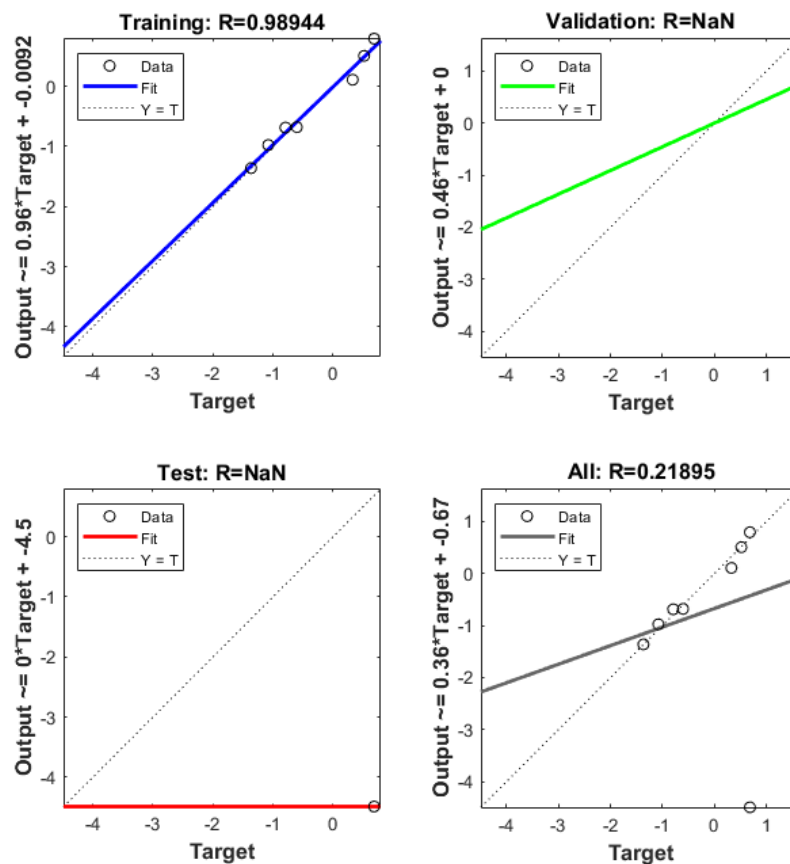 Training: R=0.98944
Output ~= 0.96*Target + -0.0092
Data
Fit
Y = T
0
-1
-2
-3
-4
-4 -3 -2 -1 0
Target
Validation: R=NaN
Output ~= 0.46*Target + 0
Data
Fit
Y = T
1
0
-1
-2
-3
-4
-4 -3 -2 -1 0 1
Target
Test: R=NaN
Output ~= 0*Target + -4.5
Data
Fit
Y = T
0
-1
-2
-3
-4
-4 -3 -2 -1 0
Target
All: R=0.21895
Output ~= 0.36*Target + -0.67
Data
Fit
Y = T
1
0
-1
-2
-3
-4
-4 -3 -2 -1 0 1
Target